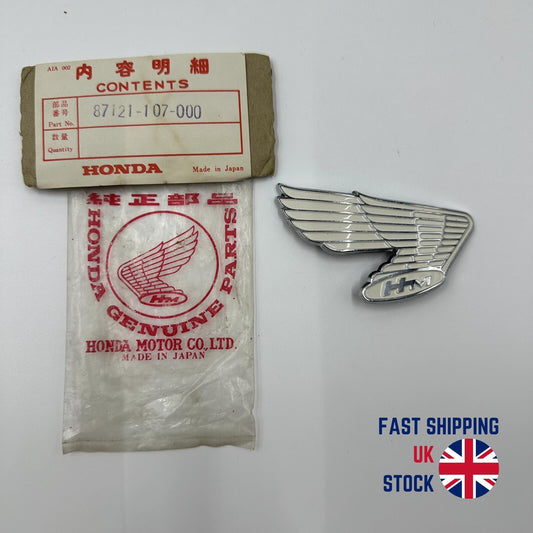 AIA 002
内容明細
CONTENTS
部品
番号
Part No.
87121-107-000
数量
Quantity
HONDA Made in Japan
純正部品
HONDA GENUINE PARTS
HM
HONDA MOTOR CO., LTD.
MADE IN JAPAN
HM
FAST SHIPPING
UK
STOCK